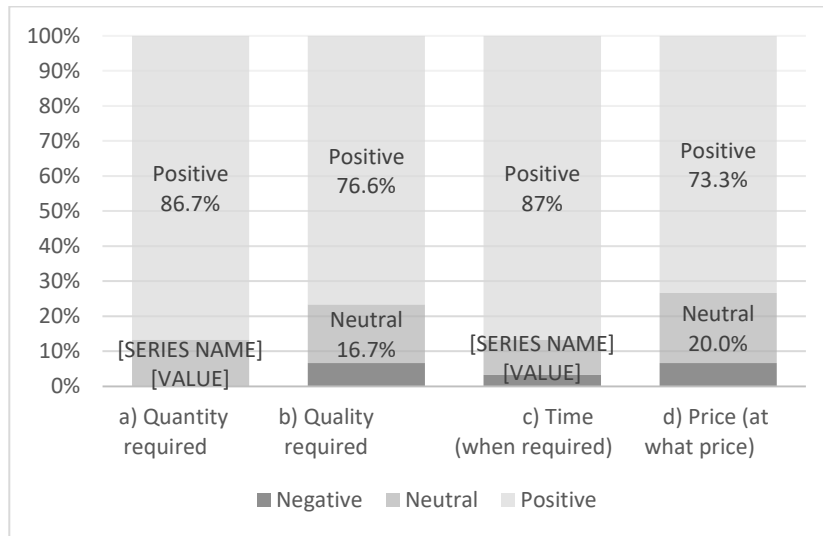 100%
90%
80%
70%
60%
50%
40%
30%
20%
10%
0%
Positive
86.7%
Positive
76.6%
Positive
87%
Positive
73.3%
[SERIES NAME]
[VALUE]
Neutral
16.7%
[SERIES NAME]
[VALUE]
Neutral
20.0%
a) Quantity
required
b) Quality
required
c) Time
(when required)
d) Price (at
what price)
Negative Neutral Positive